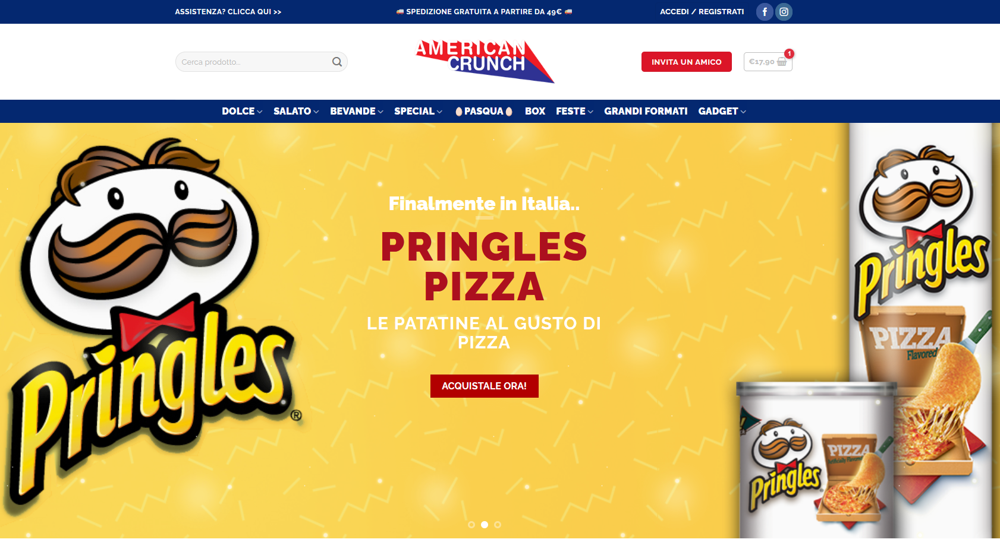 ASSISTENZA? CLICCA QUI >>
🚚 SPEDIZIONE GRATUITA A PARTIRE DA 49€ 🚚
ACCEDI / REGISTRATI
Cerca prodotto...
AMERICAN
CRUNCH
INVITA UN AMICO
€17,90
1
DOLCE
SALATO
BEVANDE
SPECIAL
🥚PASQUA🥚
BOX
FESTE
GRANDI FORMATI
GADGET
Pringles
®
Finalmente in Italia..
PRINGLES
PIZZA
LE PATATINE AL GUSTO DI
PIZZA
ACQUISTALE ORA!
Pringles
PIZZA
Flavored
PIZZA
Artificially Flavored
Pringles